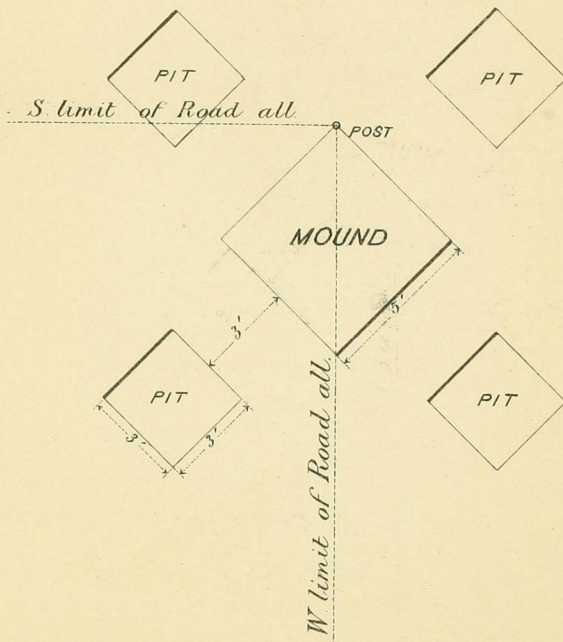 PIT
PIT
S. limit of Road all.
POST
MOUND
5'
3'
PIT
PIT
3'
3'
W limit of Road all.